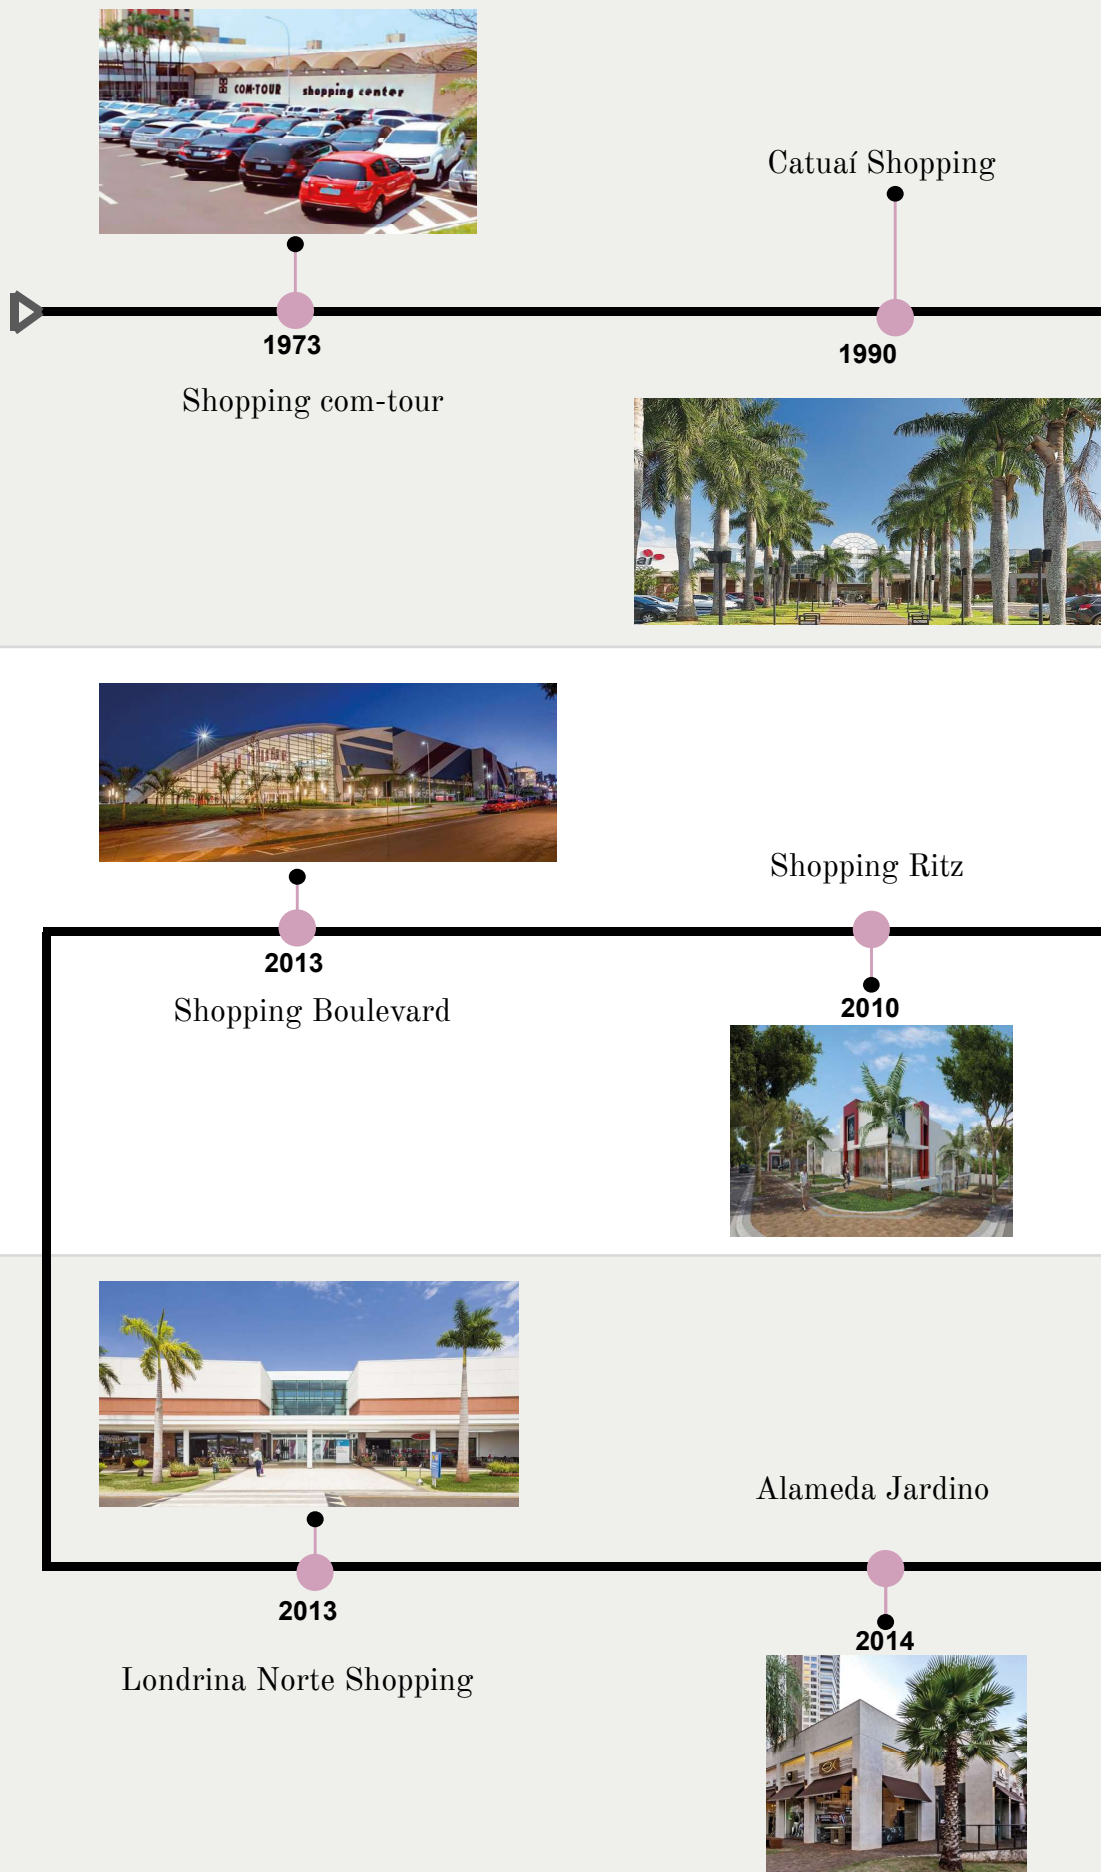 COM-TOUR shopping center
Catuaí Shopping
1973
1990
Shopping com-tour
Shopping Ritz
2013
Shopping Boulevard
2010
Alameda Jardino
2013
2014
Londrina Norte Shopping